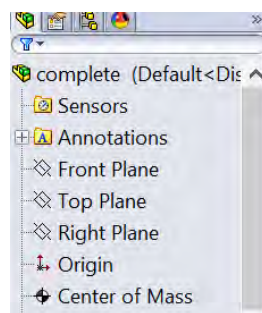 complete (Default<Dis
Sensors
Annotations
Front Plane
Top Plane
Right Plane
Origin
Center of Mass